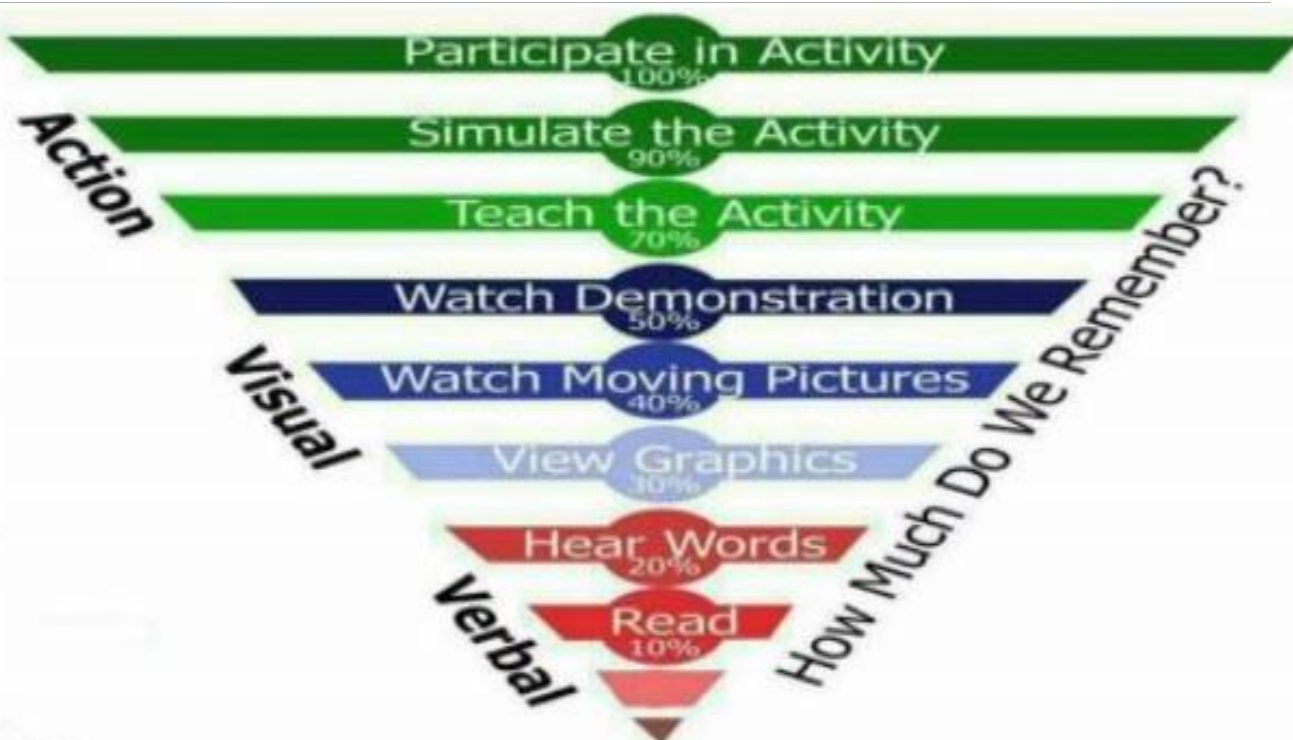 Participate in Activity
100%
Simulate the Activity
90%
Teach the Activity
70%
Watch Demonstration
50%
Watch Moving Pictures
40%
View Graphics
30%
Hear Words
20%
Read
10%
Action
Visual
Verbal
How Much Do We Remember?